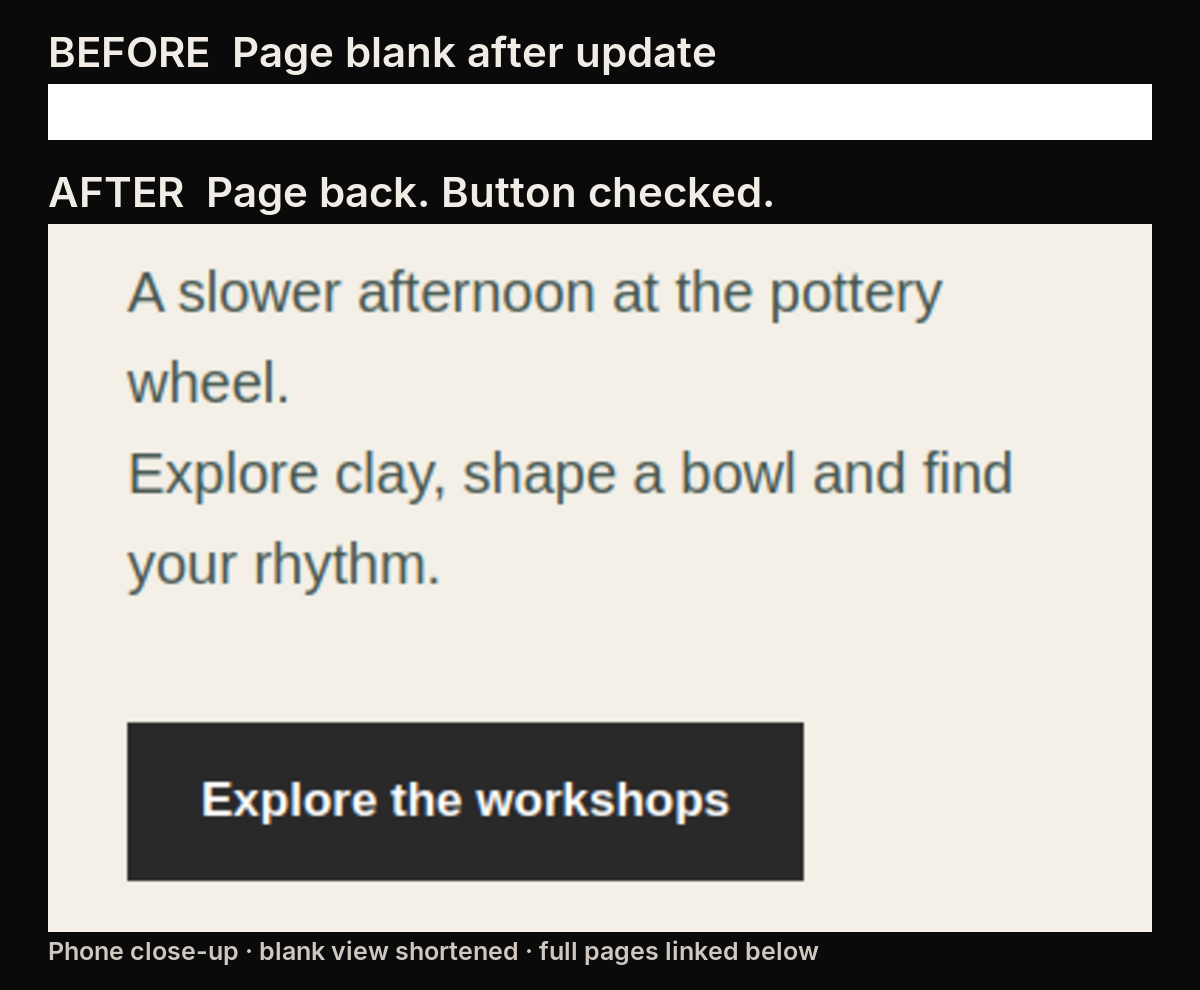 BEFORE  Page blank after update
AFTER  Page back. Button checked.
A slower afternoon at the pottery
wheel.
Explore clay, shape a bowl and find
your rhythm.
Explore the workshops
Phone close-up · blank view shortened · full pages linked below